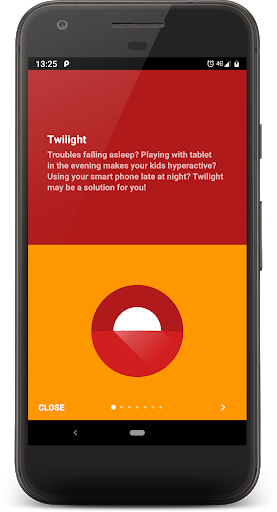 13:25
4G
Twilight
Troubles falling asleep? Playing with tablet
in the evening makes your kids hyperactive?
Using your smart phone late at night? Twilight
may be a solution for you!
CLOSE